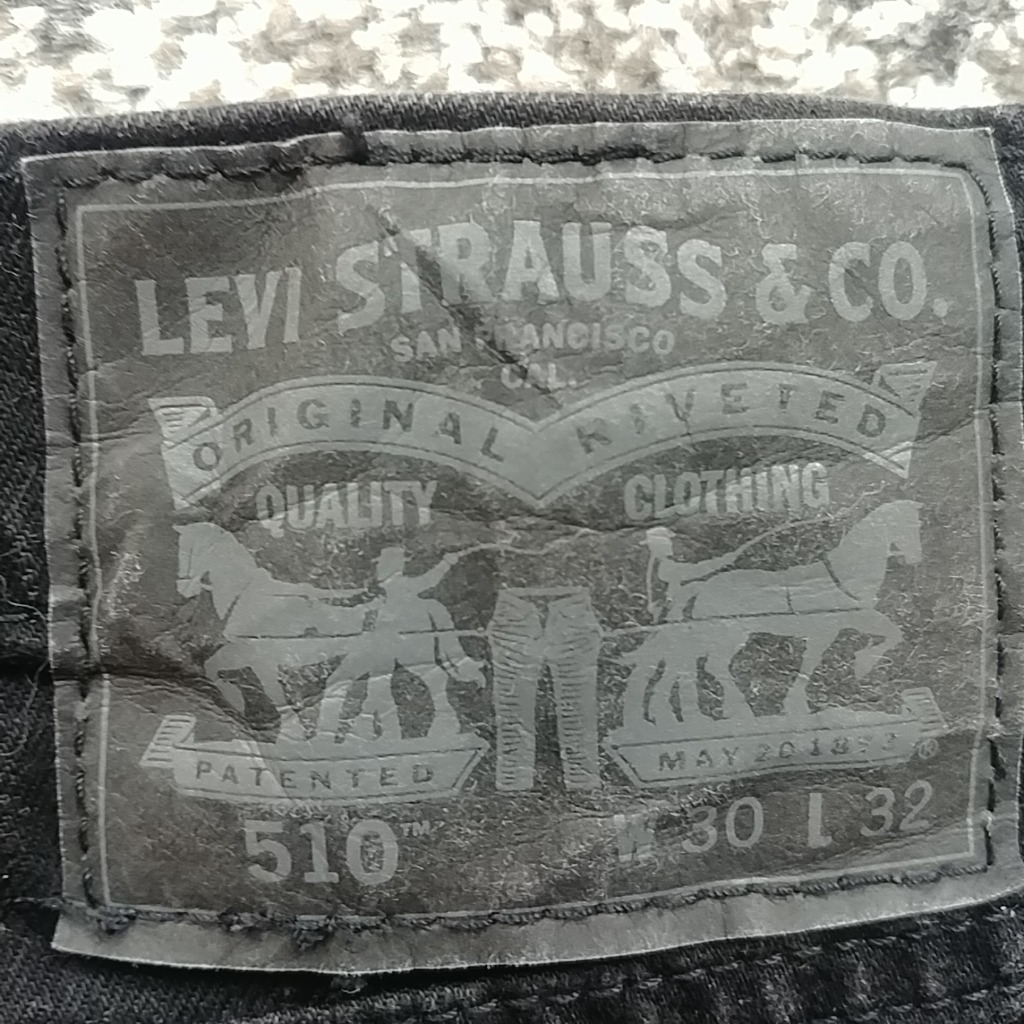 LEVI STRAUSS & CO.
SAN FRANCISCO
CAL.
ORIGINAL RIVETED
QUALITY CLOTHING
PATENTED MAY 20 1873 ®
510™ W 30 L 32